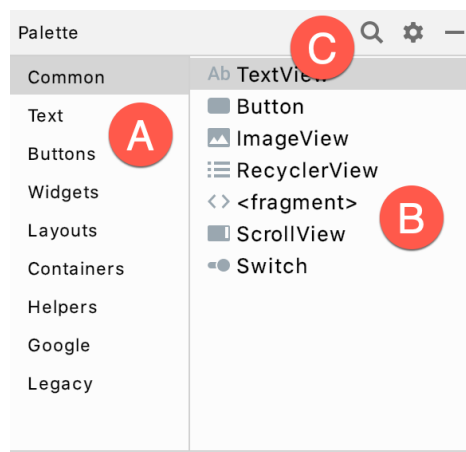 Palette
C
Common
Text
Buttons
Widgets
Layouts
Containers
Helpers
Google
Legacy
A
Ab TextView
Button
ImageView
RecyclerView
<fragment>
ScrollView
Switch
B